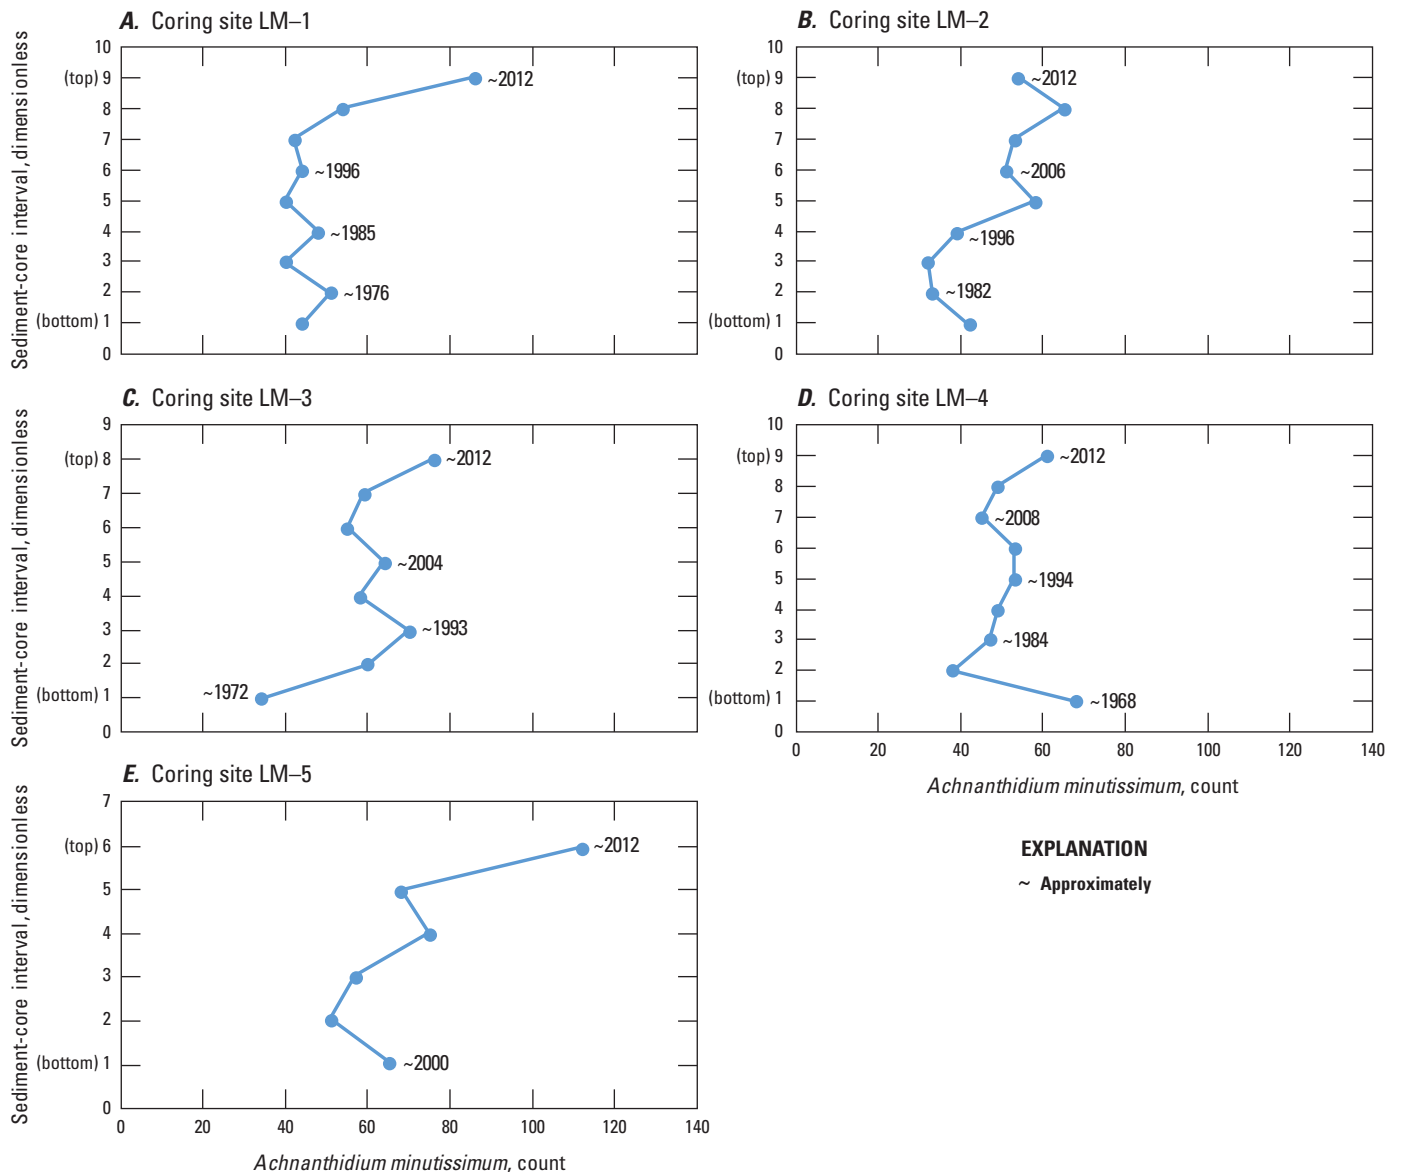 A. Coring site LM–1
Sediment-core interval, dimensionless
10
(top) 9
8
7
6
5
4
3
2
(bottom) 1
0
~2012
~1996
~1985
~1976
B. Coring site LM–2
10
(top) 9
8
7
6
5
4
3
2
(bottom) 1
0
~2012
~2006
~1996
~1982
C. Coring site LM–3
Sediment-core interval, dimensionless
9
(top) 8
7
6
5
4
3
2
(bottom) 1
0
~2012
~2004
~1993
~1972
D. Coring site LM–4
10
(top) 9
8
7
6
5
4
3
2
(bottom) 1
0
~2012
~2008
~1994
~1984
~1968
0 20 40 60 80 100 120 140
Achnanthidium minutissimum, count
E. Coring site LM–5
Sediment-core interval, dimensionless
7
(top) 6
5
4
3
2
(bottom) 1
0
~2012
~2000
0 20 40 60 80 100 120 140
Achnanthidium minutissimum, count
EXPLANATION
~ Approximately